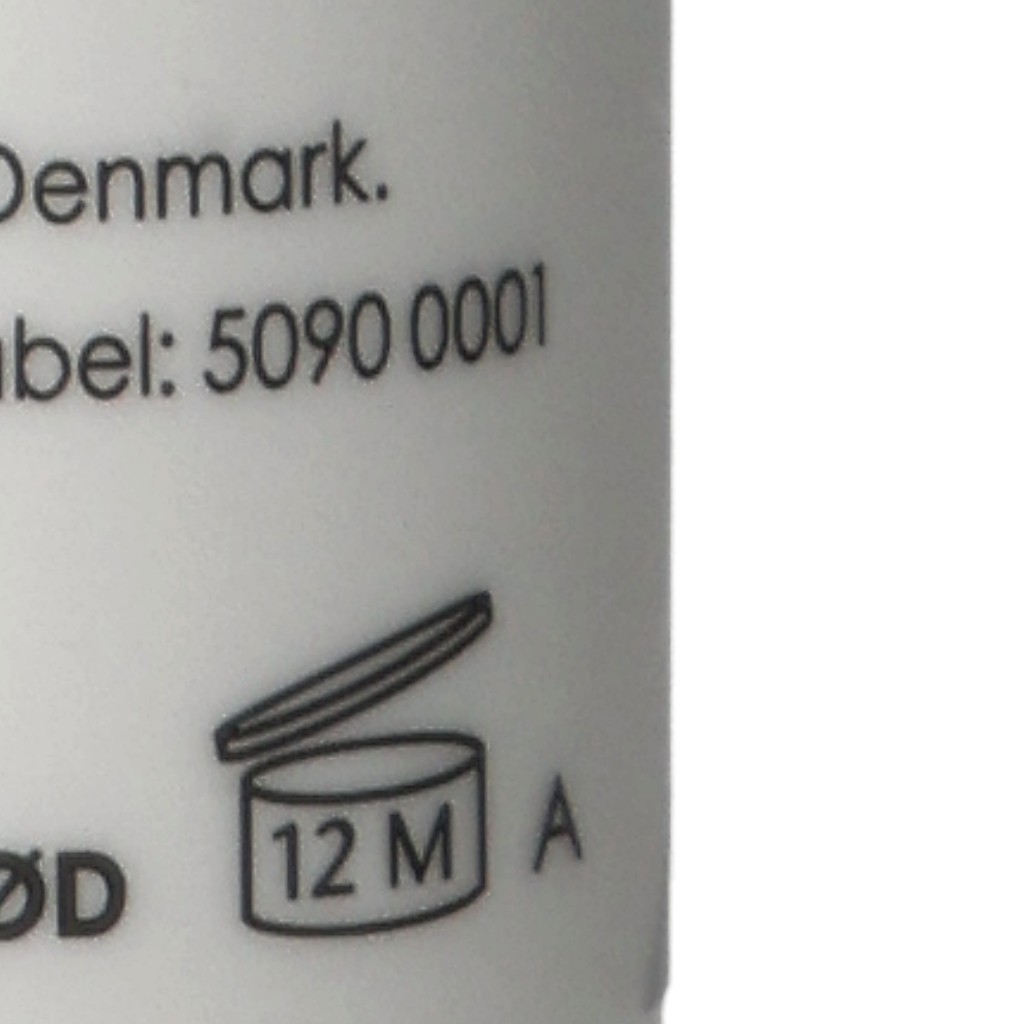 Denmark.
abel: 5090 0001
12 M
A
ØD